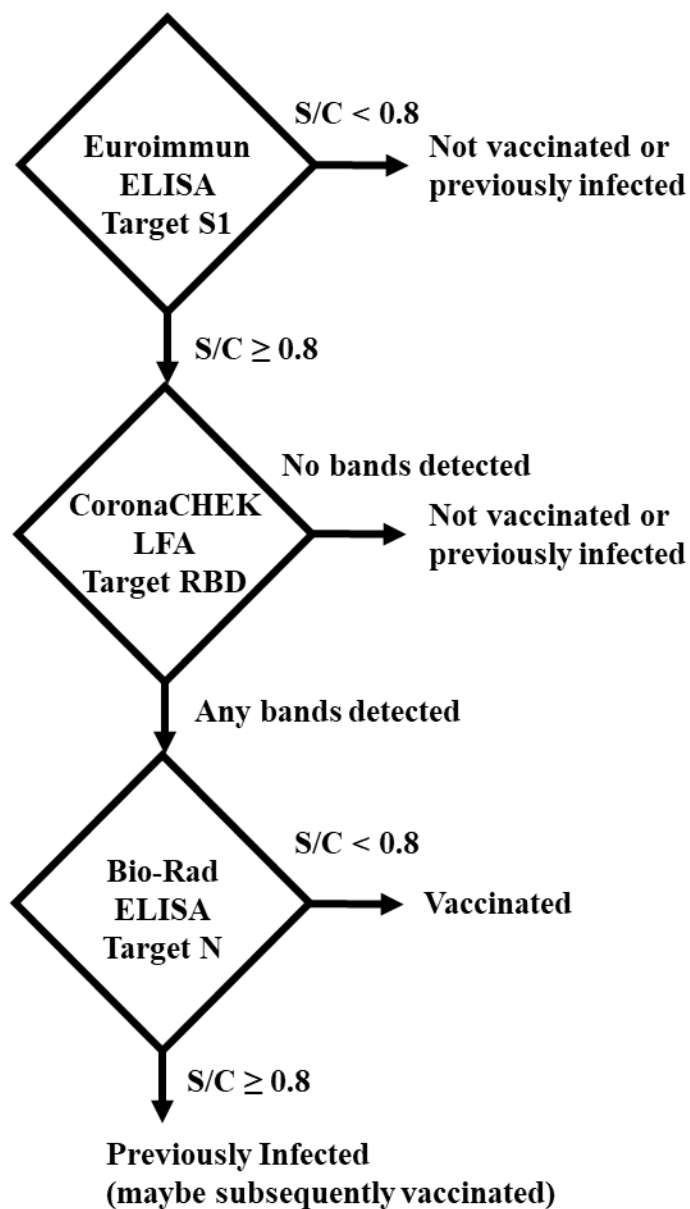 S/C < 0.8
Euroimmun
ELISA
Target S1
Not vaccinated or
previously infected
S/C ≥ 0.8
No bands detected
CoronaCHEK
LFA
Target RBD
Not vaccinated or
previously infected
Any bands detected
S/C < 0.8
Bio-Rad
ELISA
Target N
Vaccinated
S/C ≥ 0.8
Previously Infected
(maybe subsequently vaccinated)